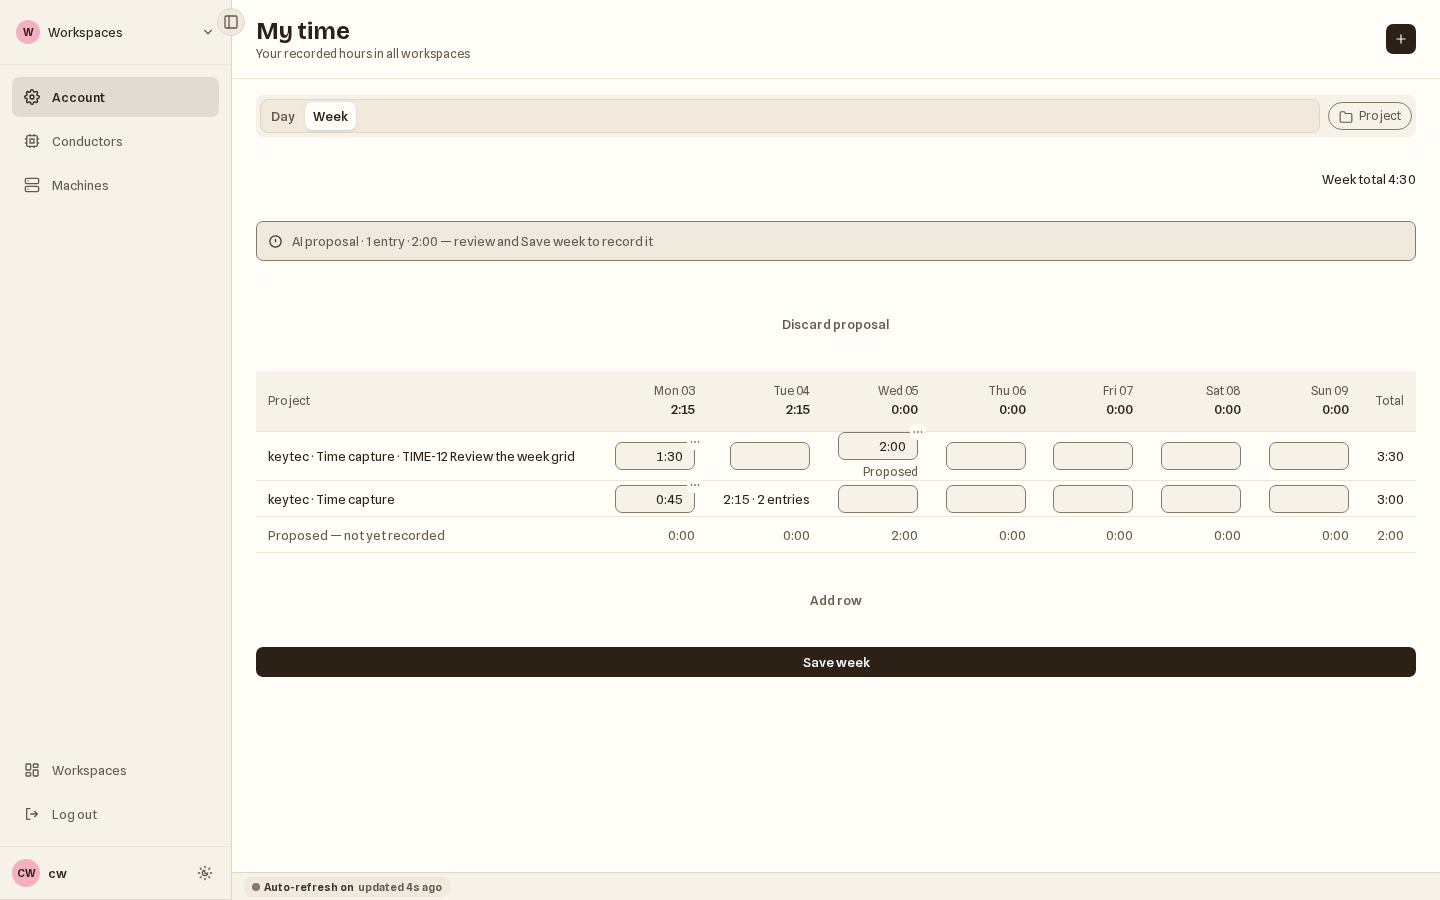 W Workspaces
Account
Conductors
Machines
Workspaces
Log out
CW cw
My time
Your recorded hours in all workspaces
Day Week Project
Week total 4:30
AI proposal · 1 entry · 2:00 — review and Save week to record it
Discard proposal
Project Mon 03 Tue 04 Wed 05 Thu 06 Fri 07 Sat 08 Sun 09 Total
2:15 2:15 0:00 0:00 0:00 0:00 0:00
keytec · Time capture · TIME-12 Review the week grid 1:30 2:00 3:30
Proposed
keytec · Time capture 0:45 2:15 · 2 entries 3:00
Proposed — not yet recorded 0:00 0:00 2:00 0:00 0:00 0:00 0:00 2:00
Add row
Save week
Auto-refresh on updated 4s ago